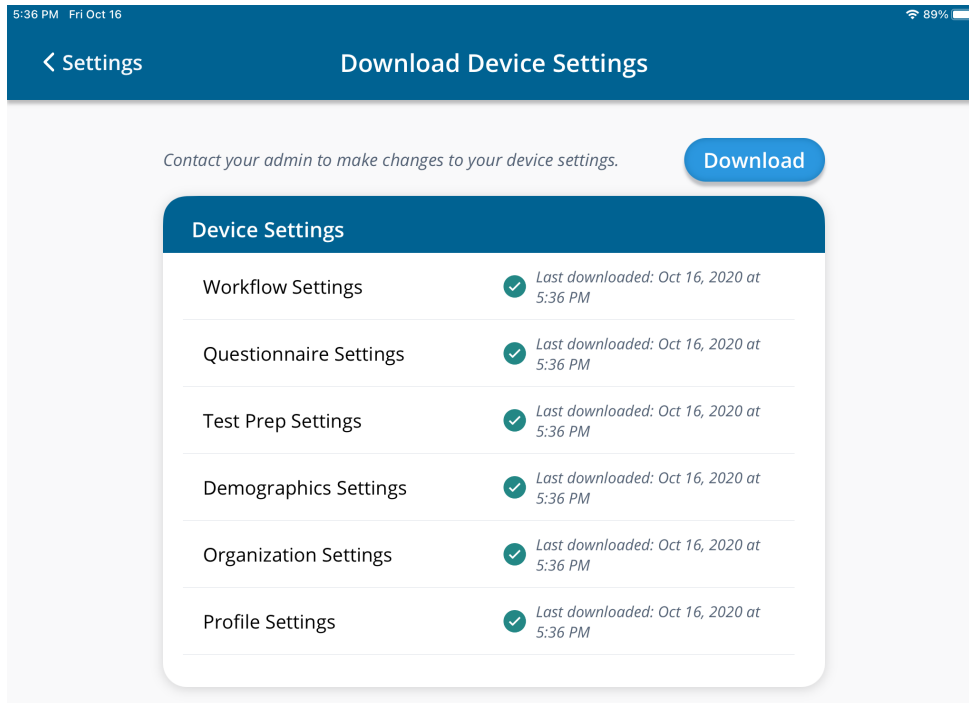 5:36 PM Fri Oct 16
89%
Settings
Download Device Settings
Contact your admin to make changes to your device settings.
Download
Device Settings
Workflow Settings
Last downloaded: Oct 16, 2020 at
5:36 PM
Questionnaire Settings
Last downloaded: Oct 16, 2020 at
5:36 PM
Test Prep Settings
Last downloaded: Oct 16, 2020 at
5:36 PM
Demographics Settings
Last downloaded: Oct 16, 2020 at
5:36 PM
Organization Settings
Last downloaded: Oct 16, 2020 at
5:36 PM
Profile Settings
Last downloaded: Oct 16, 2020 at
5:36 PM